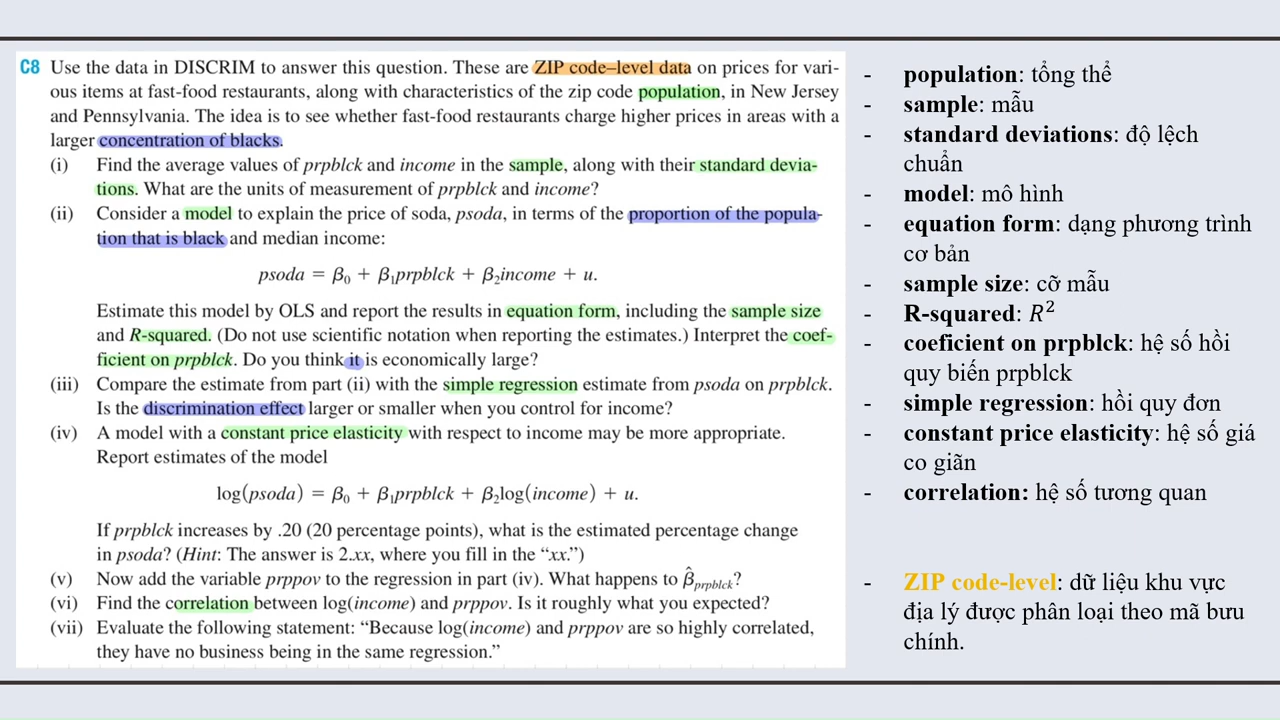 C8 Use the data in DISCRIM to answer this question. These are ZIP code–level data on prices for vari-
ous items at fast-food restaurants, along with characteristics of the zip code population, in New Jersey
and Pennsylvania. The idea is to see whether fast-food restaurants charge higher prices in areas with a
larger concentration of blacks.
(i) Find the average values of prpblck and income in the sample, along with their standard devia-
tions. What are the units of measurement of prpblck and income?
(ii) Consider a model to explain the price of soda, psoda, in terms of the proportion of the popula-
tion that is black and median income:
psoda = β₀ + β₁prpblck + β₂income + u.
Estimate this model by OLS and report the results in equation form, including the sample size
and R-squared. (Do not use scientific notation when reporting the estimates.) Interpret the coef-
ficient on prpblck. Do you think it is economically large?
(iii) Compare the estimate from part (ii) with the simple regression estimate from psoda on prpblck.
Is the discrimination effect larger or smaller when you control for income?
(iv) A model with a constant price elasticity with respect to income may be more appropriate.
Report estimates of the model
log(psoda) = β₀ + β₁prpblck + β₂log(income) + u.
If prpblck increases by .20 (20 percentage points), what is the estimated percentage change
in psoda? (Hint: The answer is 2.xx, where you fill in the “xx.”)
(v) Now add the variable prppov to the regression in part (iv). What happens to β̂prpblck?
(vi) Find the correlation between log(income) and prppov. Is it roughly what you expected?
(vii) Evaluate the following statement: “Because log(income) and prppov are so highly correlated,
they have no business being in the same regression.”
- population: tổng thể
- sample: mẫu
- standard deviations: độ lệch
chuẩn
- model: mô hình
- equation form: dạng phương trình
cơ bản
- sample size: cỡ mẫu
- R-squared: R²
- coeficient on prpblck: hệ số hồi
quy biến prpblck
- simple regression: hồi quy đơn
- constant price elasticity: hệ số giá
co giãn
- correlation: hệ số tương quan
- ZIP code-level: dữ liệu khu vực
địa lý được phân loại theo mã bưu
chính.